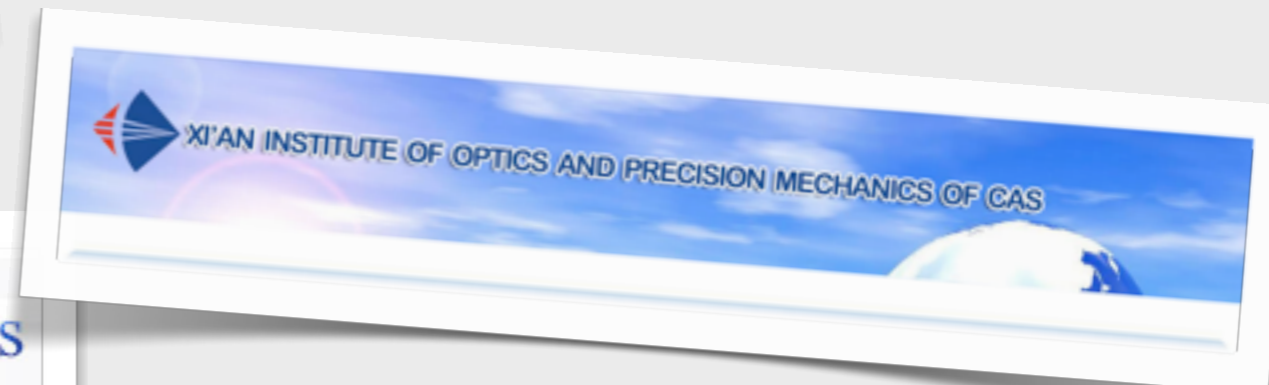 XI'AN INSTITUTE OF OPTICS AND PRECISION MECHANICS OF CAS
s